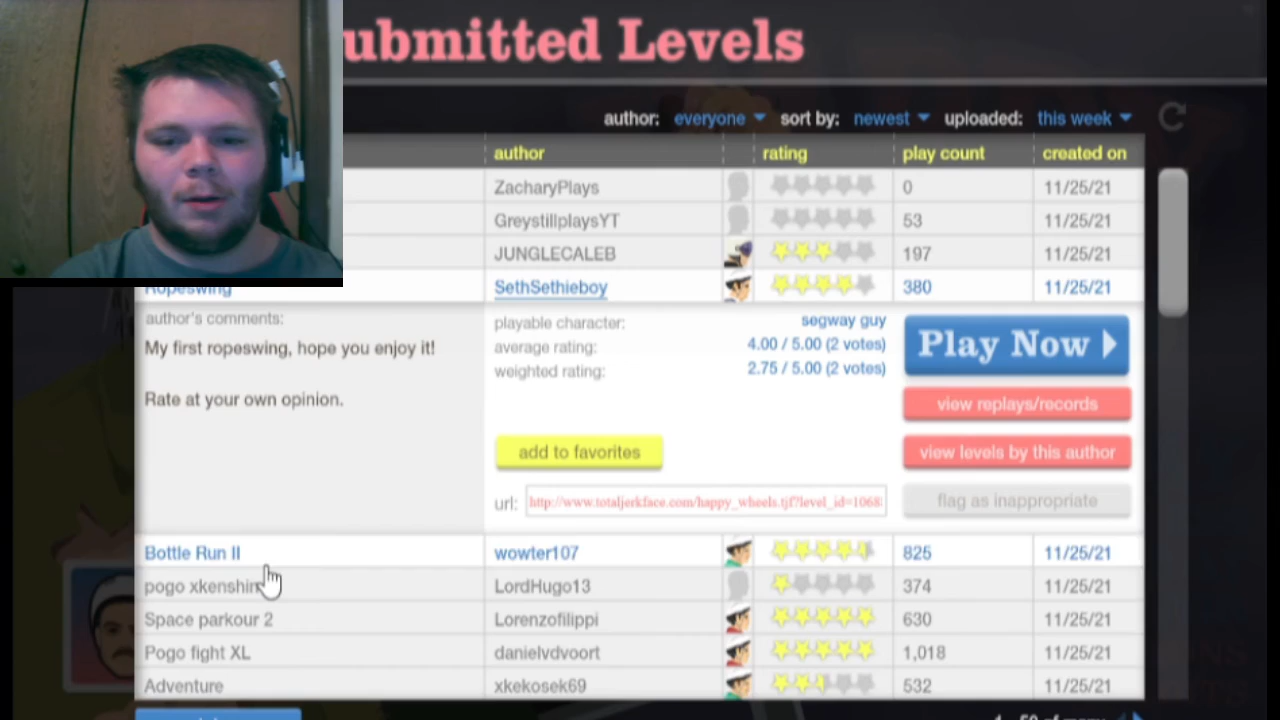 ubmitted Levels
author: everyone sort by: newest uploaded: this week
author rating play count created on
ZacharyPlays 0 11/25/21
GreystillplaysYT 53 11/25/21
JUNGLECALEB 197 11/25/21
Ropeswing SethSethieboy 380 11/25/21
author's comments:
My first ropeswing, hope you enjoy it!
Rate at your own opinion.
playable character: segway guy
average rating: 4.00 / 5.00 (2 votes)
weighted rating: 2.75 / 5.00 (2 votes)
Play Now
view replays/records
add to favorites
view levels by this author
url: http://www.totaljerkface.com/happy_wheels.tjf?level_id=1068
flag as inappropriate
Bottle Run II wowter107 825 11/25/21
pogo xkenshin LordHugo13 374 11/25/21
Space parkour 2 Lorenzofilippi 630 11/25/21
Pogo fight XL danielvdvoort 1,018 11/25/21
Adventure xkekosek69 532 11/25/21